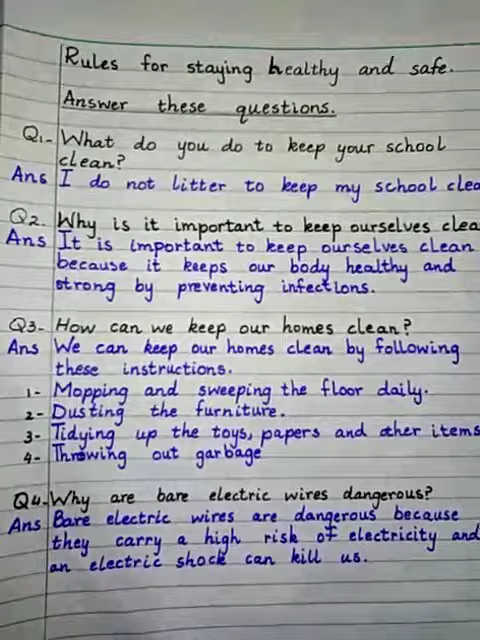 Rules for staying healthy and safe.
Answer these questions.
Q1- What do you do to keep your school
clean?
Ans I do not litter to keep my school clea
Q2. Why is it important to keep ourselves clea
Ans It is important to keep ourselves clean
because it keeps our body healthy and
strong by preventing infections.
Q3- How can we keep our homes clean?
Ans We can keep our homes clean by following
these instructions.
1- Mopping and sweeping the floor daily.
2- Dusting the furniture.
3- Tidying up the toys, papers and other items
4- Throwing out garbage
Q4- Why are bare electric wires dangerous?
Ans Bare electric wires are dangerous because
they carry a high risk of electricity and
an electric shock can kill us.